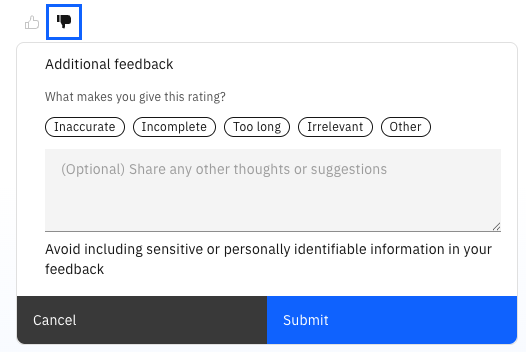 Additional feedback
What makes you give this rating?
Inaccurate Incomplete Too long Irrelevant Other
(Optional) Share any other thoughts or suggestions
Avoid including sensitive or personally identifiable information in your
feedback
Cancel Submit